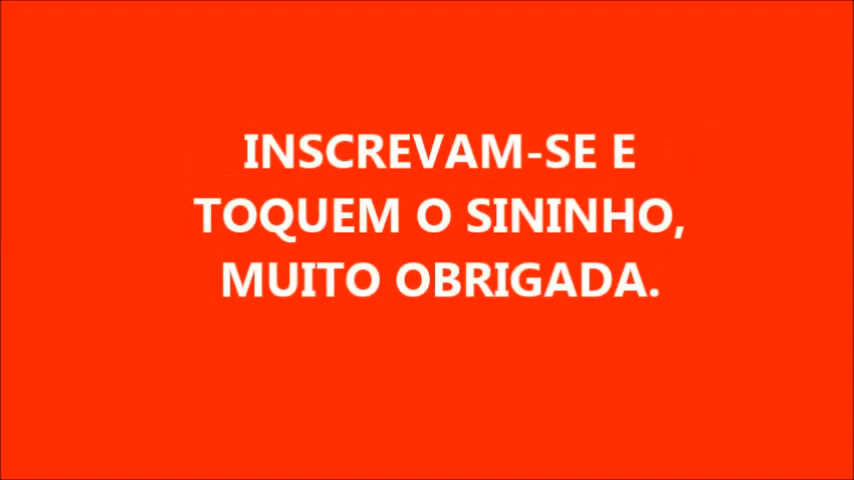 INSCREVAM-SE E
TOQUEM O SININHO,
MUITO OBRIGADA.